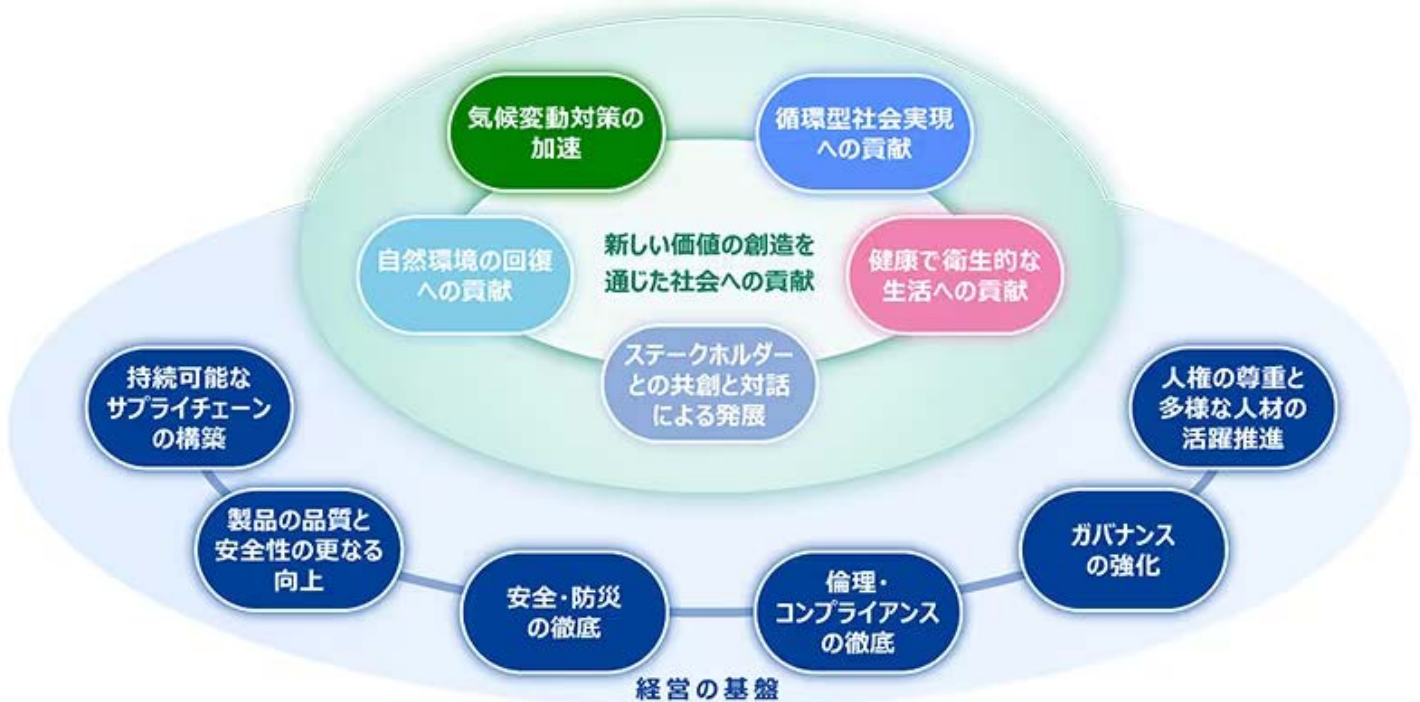 気候変動対策の
加速
循環型社会実現
への貢献
自然環境の回復
への貢献
新しい価値の創造を
通じた社会への貢献
健康で衛生的な
生活への貢献
ステークホルダー
との共創と対話
による発展
持続可能な
サプライチェーン
の構築
人権の尊重と
多様な人材の
活躍推進
製品の品質と
安全性の更なる
向上
ガバナンス
の強化
安全・防災
の徹底
倫理・
コンプライアンス
の徹底
経営の基盤